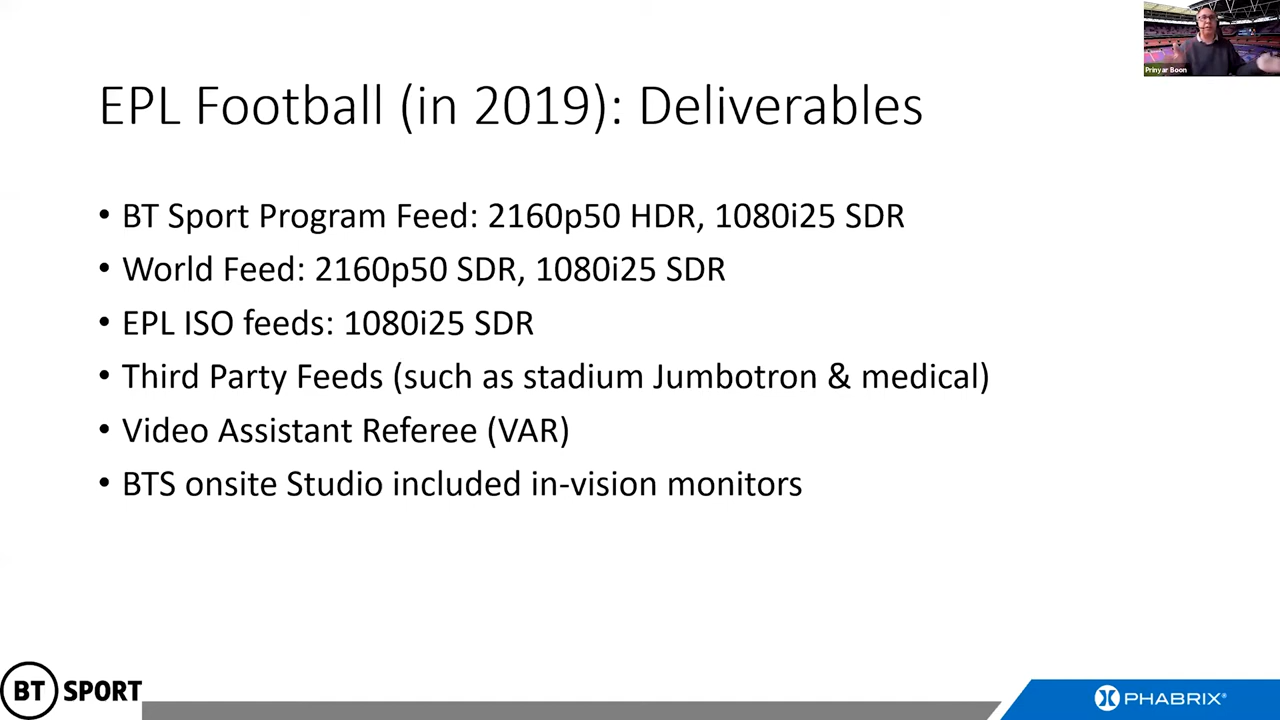 Prinyar Boon
EPL Football (in 2019): Deliverables
• BT Sport Program Feed: 2160p50 HDR, 1080i25 SDR
• World Feed: 2160p50 SDR, 1080i25 SDR
• EPL ISO feeds: 1080i25 SDR
• Third Party Feeds (such as stadium Jumbotron & medical)
• Video Assistant Referee (VAR)
• BTS onsite Studio included in-vision monitors
BT SPORT
PHABRIX®